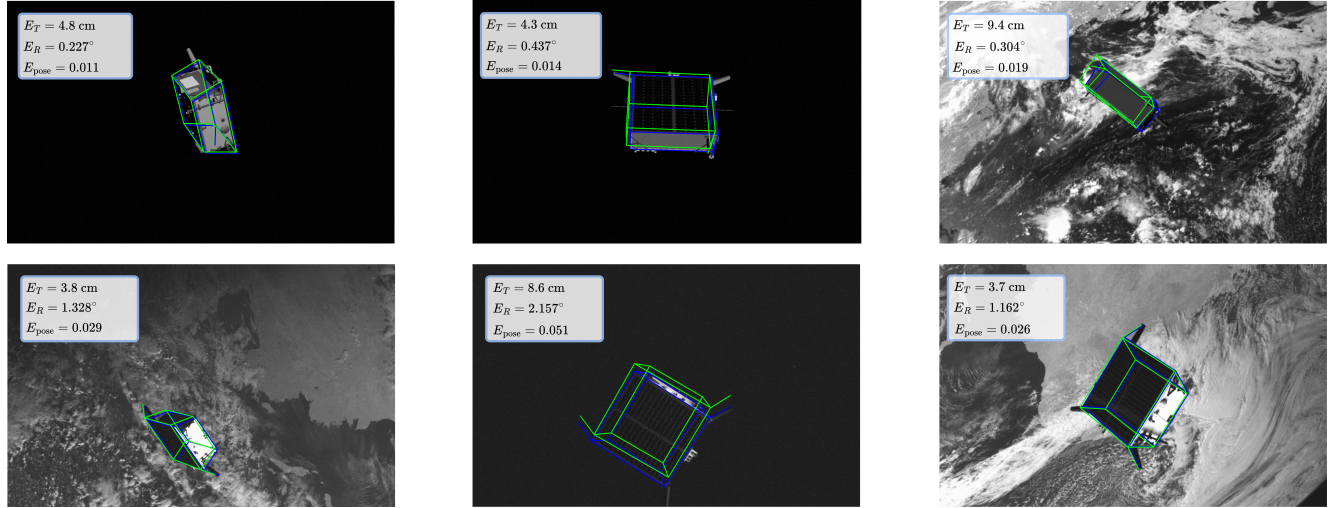 E_T = 4.8 cm
E_R = 0.227°
E_pose = 0.011
E_T = 4.3 cm
E_R = 0.437°
E_pose = 0.014
E_T = 9.4 cm
E_R = 0.304°
E_pose = 0.019
E_T = 3.8 cm
E_R = 1.328°
E_pose = 0.029
E_T = 8.6 cm
E_R = 2.157°
E_pose = 0.051
E_T = 3.7 cm
E_R = 1.162°
E_pose = 0.026